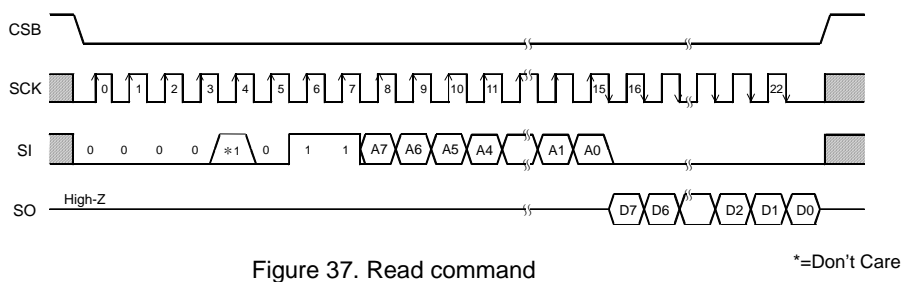 CSB
SCK 0 1 2 3 4 5 6 7 8 9 10 11 15 16 22
SI 0 0 0 0 *1 0 1 1 A7 A6 A5 A4 A1 A0
SO High-Z D7 D6 D2 D1 D0
*=Don't Care
Figure 37. Read command